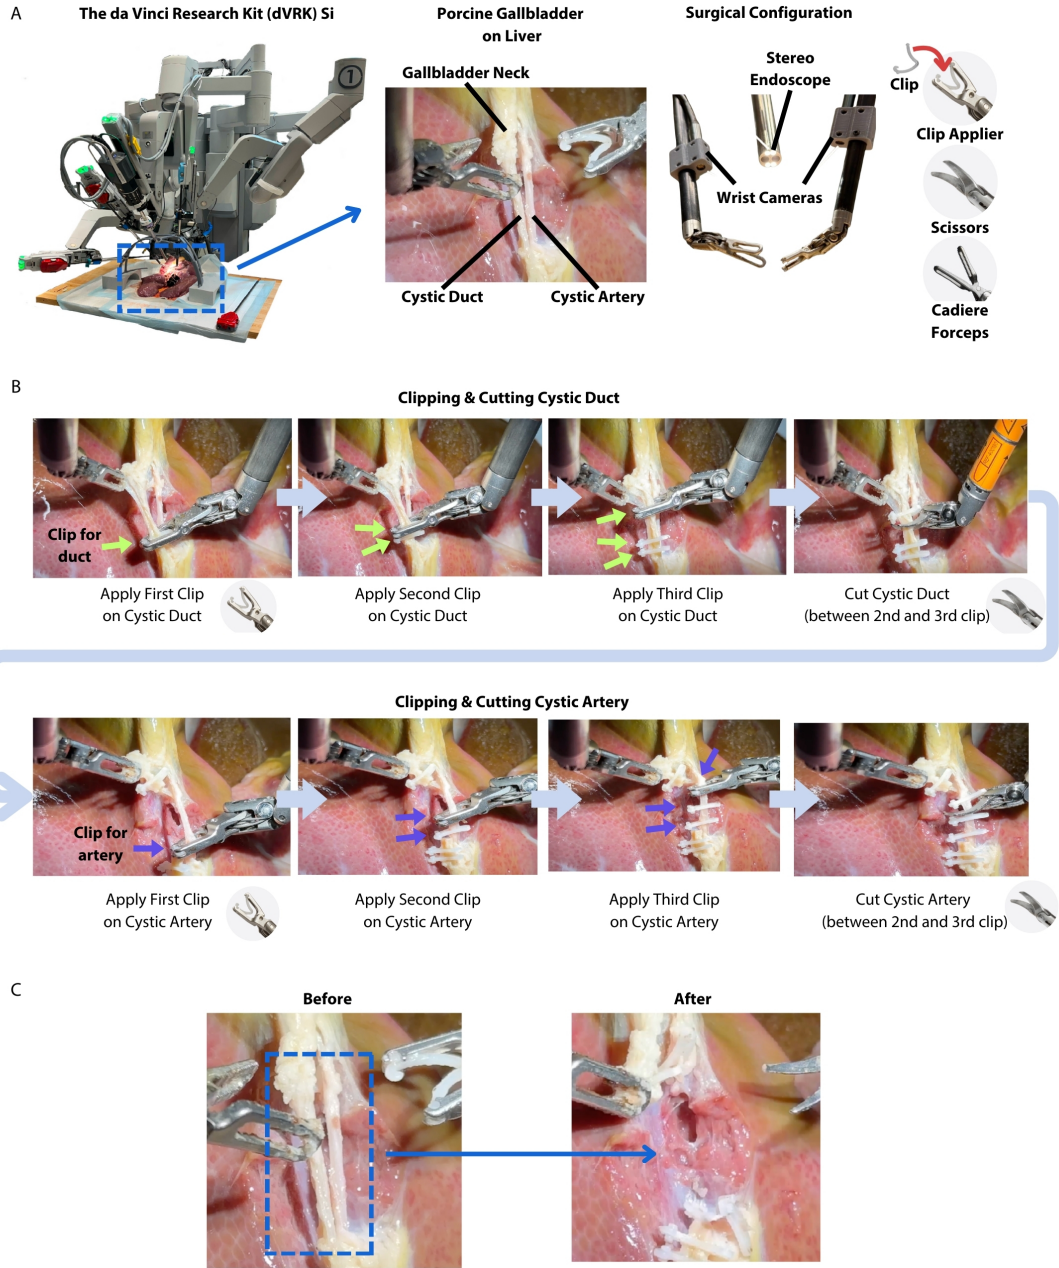 A
The da Vinci Research Kit (dVRK) Si
Porcine Gallbladder
on Liver
Surgical Configuration
Gallbladder Neck
Stereo
Endoscope
Clip
Clip Applier
Wrist Cameras
Scissors
Cystic Duct
Cystic Artery
Cadiere
Forceps
1
B
Clipping & Cutting Cystic Duct
Clip for
duct
Apply First Clip
on Cystic Duct
Apply Second Clip
on Cystic Duct
Apply Third Clip
on Cystic Duct
Cut Cystic Duct
(between 2nd and 3rd clip)
Clipping & Cutting Cystic Artery
Clip for
artery
Apply First Clip
on Cystic Artery
Apply Second Clip
on Cystic Artery
Apply Third Clip
on Cystic Artery
Cut Cystic Artery
(between 2nd and 3rd clip)
C
Before
After